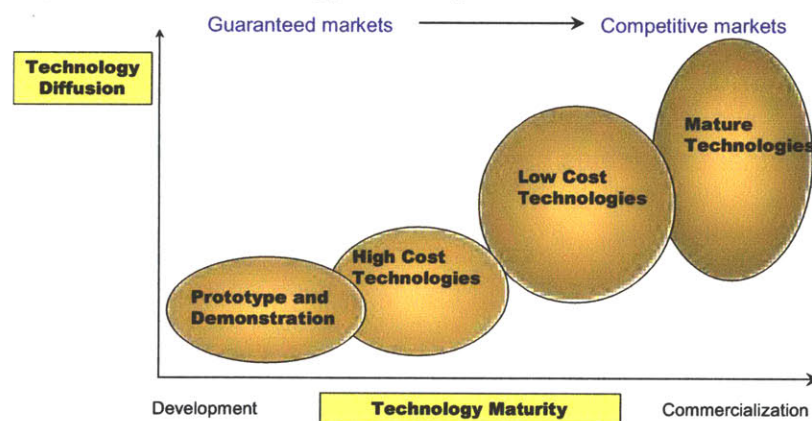 Guaranteed markets
Competitive markets
Technology
Diffusion
Mature
Technologies
Low Cost
Technologies
High Cost
Technologies
Prototype and
Demonstration
Development
Technology Maturity
Commercialization